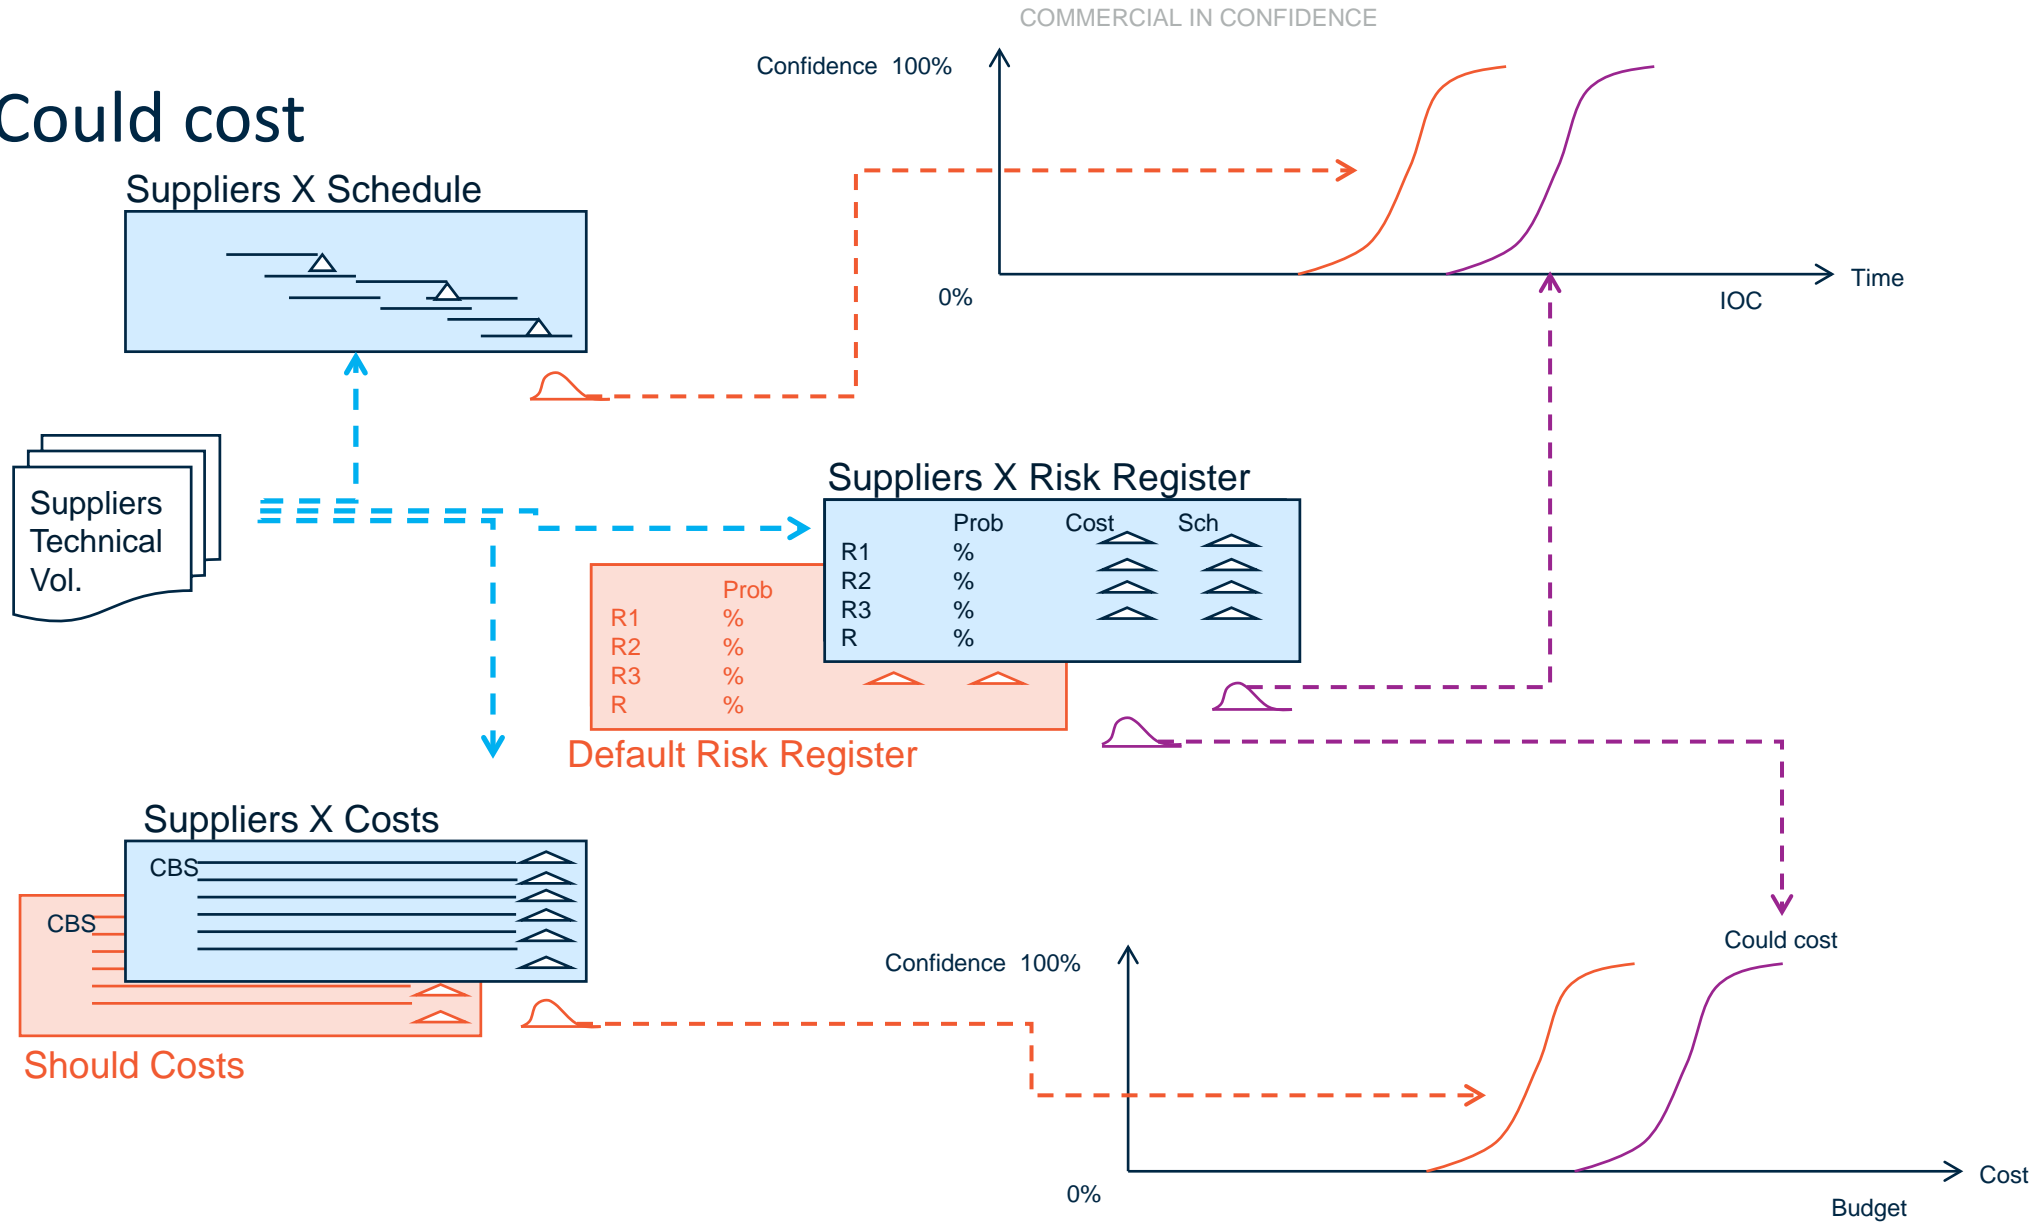 COMMERCIAL IN CONFIDENCE
Could cost
Confidence 100%
0%
IOC
Time
Suppliers X Schedule
Suppliers
Technical
Vol.
Suppliers X Risk Register
Prob Cost Sch
R1 %
R2 %
R3 %
R %
Prob
R1 %
R2 %
R3 %
R %
Default Risk Register
Suppliers X Costs
CBS
CBS
Should Costs
Could cost
Confidence 100%
0%
Cost
Budget